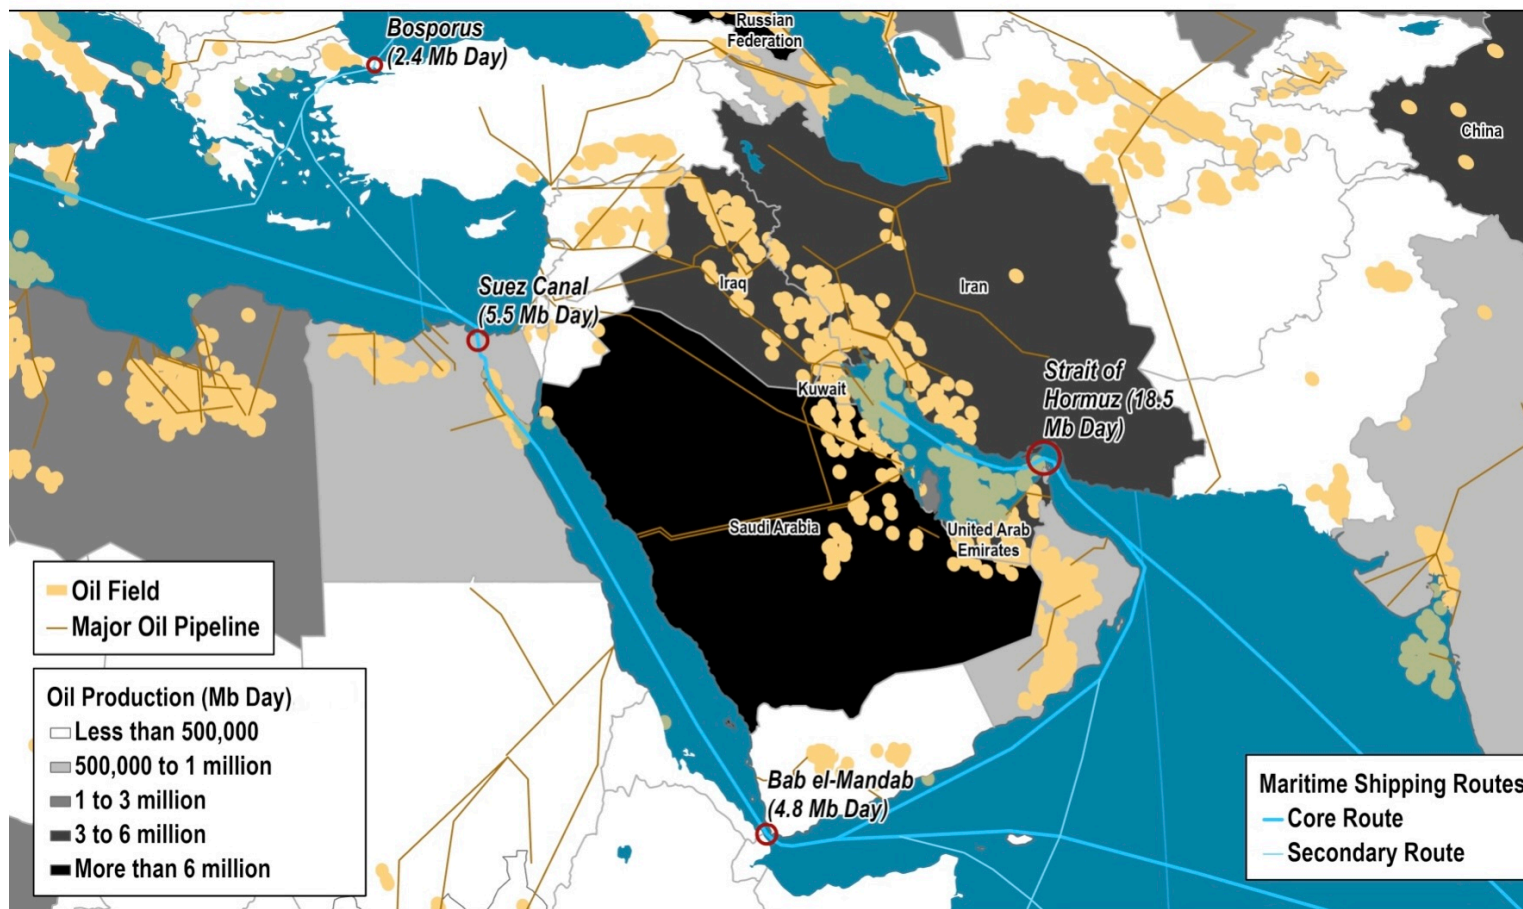 Bosporus
(2.4 Mb Day)
Russian
Federation
China
Suez Canal
(5.5 Mb Day)
Iraq
Iran
Kuwait
Strait of
Hormuz (18.5
Mb Day)
Saudi Arabia
United Arab
Emirates
Bab el-Mandab
(4.8 Mb Day)
Oil Field
Major Oil Pipeline
Oil Production (Mb Day)
Less than 500,000
500,000 to 1 million
1 to 3 million
3 to 6 million
More than 6 million
Maritime Shipping Routes
Core Route
Secondary Route